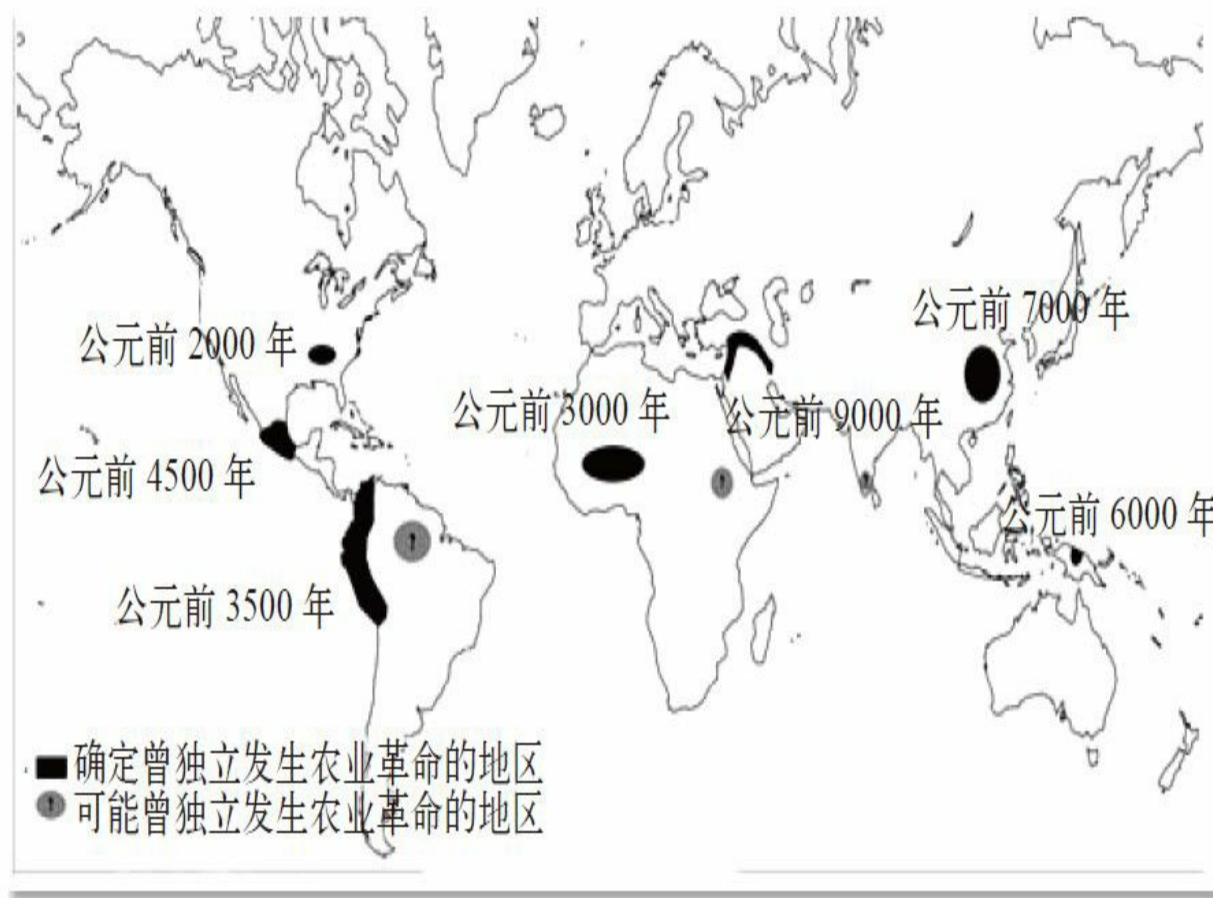 公元前 7000 年
公元前 2000 年
公元前 3000 年
公元前 9000 年
公元前 4500 年
公元前 6000 年
公元前 3500 年
确定曾独立发生农业革命的地区
可能曾独立发生农业革命的地区